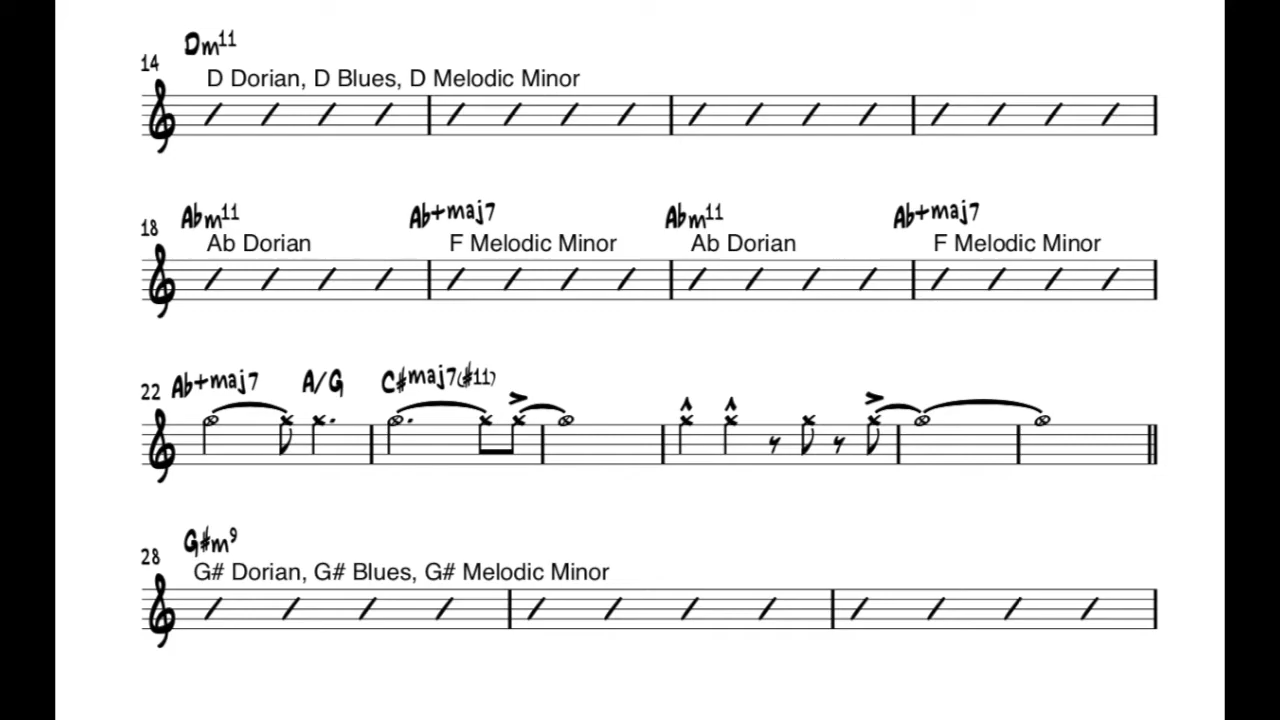 Dm11
14
D Dorian, D Blues, D Melodic Minor
Abm11 Ab+maj7 Abm11 Ab+maj7
18
Ab Dorian F Melodic Minor Ab Dorian F Melodic Minor
Ab+maj7 A/G C#maj7(#11)
22
G#m9
28
G# Dorian, G# Blues, G# Melodic Minor